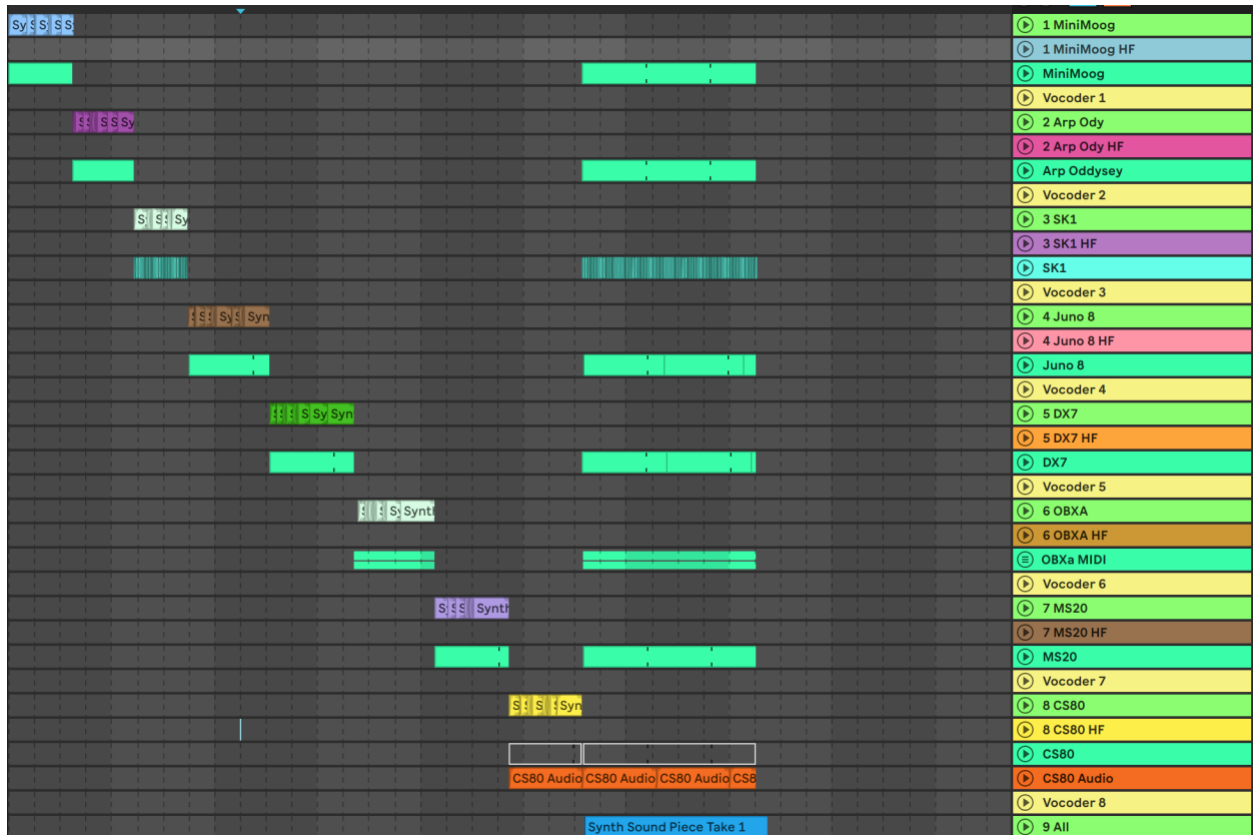 Sy S S S S 1 MiniMoog
1 MiniMoog HF
MiniMoog
Vocoder 1
S S S S Sy 2 Arp Ody
2 Arp Ody HF
Arp Oddysey
Vocoder 2
S S S Sy 3 SK1
3 SK1 HF
SK1
Vocoder 3
S S Sy S Syn 4 Juno 8
4 Juno 8 HF
Juno 8
Vocoder 4
S S Sy Syn 5 DX7
5 DX7 HF
DX7
Vocoder 5
S S Synt 6 OBXA
6 OBXA HF
OBXa MIDI
Vocoder 6
S S S Synth 7 MS20
7 MS20 HF
MS20
Vocoder 7
S S Syn 8 CS80
8 CS80 HF
CS80
CS80 Audio CS80 Audio CS80 Audio CS8 CS80 Audio
Vocoder 8
Synth Sound Piece Take 1 9 All